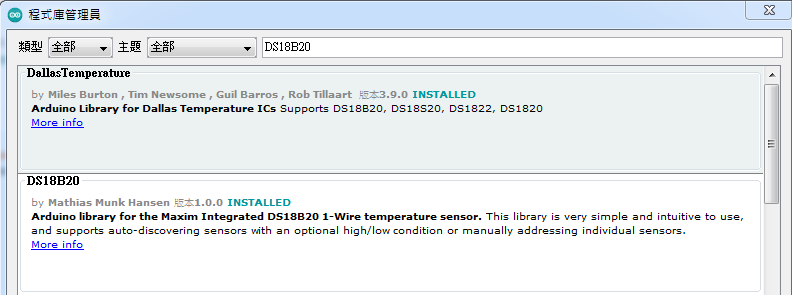 程式庫管理員
類型 全部 主題 全部 DS18B20
DallasTemperature
by Miles Burton , Tim Newsome , Guil Barros , Rob Tillaart 版本3.9.0 INSTALLED
Arduino Library for Dallas Temperature ICs Supports DS18B20, DS18S20, DS1822, DS1820
More info
DS18B20
by Mathias Munk Hansen 版本1.0.0 INSTALLED
Arduino library for the Maxim Integrated DS18B20 1-Wire temperature sensor. This library is very simple and intuitive to use,
and supports auto-discovering sensors with an optional high/low condition or manually addressing individual sensors.
More info